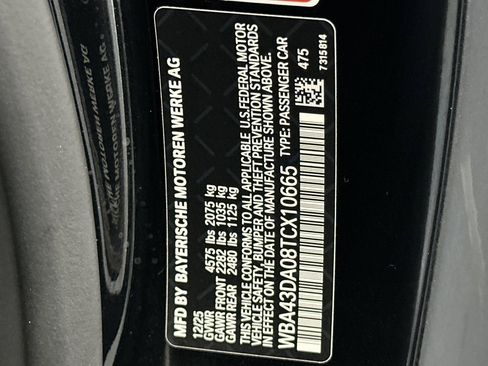 MFD BY BAYERISCHE MOTOREN WERKE AG
12/25
GVWR 4575 lbs 2075 kg
GAWR FRONT 2282 lbs 1035 kg
GAWR REAR 2480 lbs 1125 kg
THIS VEHICLE CONFORMS TO ALL APPLICABLE U.S.FEDERAL MOTOR
VEHICLE SAFETY, BUMPER AND THEFT PREVENTION STANDARDS
IN EFFECT ON THE DATE OF MANUFACTURE SHOWN ABOVE.
TYPE: PASSENGER CAR
WBA43DA08TCX10665
475
7315814